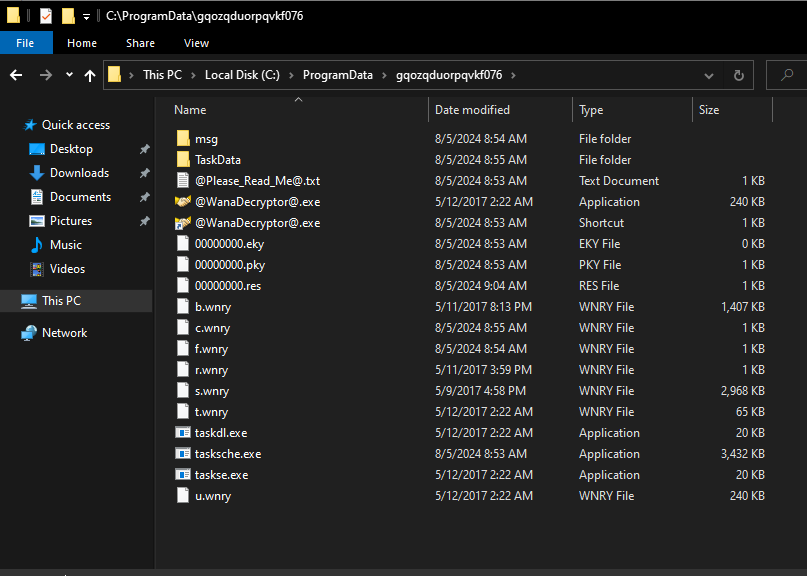 C:\ProgramData\gqozqduorpqvkf076
File Home Share View
This PC Local Disk (C:) ProgramData gqozqduorpqvkf076
Quick access
Desktop
Downloads
Documents
Pictures
Music
Videos
This PC
Network
Name Date modified Type Size
msg 8/5/2024 8:54 AM File folder
TaskData 8/5/2024 8:55 AM File folder
@Please_Read_Me@.txt 8/5/2024 8:53 AM Text Document 1 KB
@WanaDecryptor@.exe 5/12/2017 2:22 AM Application 240 KB
@WanaDecryptor@.exe 8/5/2024 8:53 AM Shortcut 1 KB
00000000.eky 8/5/2024 8:53 AM EKY File 0 KB
00000000.pky 8/5/2024 8:53 AM PKY File 1 KB
00000000.res 8/5/2024 9:04 AM RES File 1 KB
b.wnry 5/11/2017 8:13 PM WNRY File 1,407 KB
c.wnry 8/5/2024 8:55 AM WNRY File 1 KB
f.wnry 8/5/2024 8:54 AM WNRY File 1 KB
r.wnry 5/11/2017 3:59 PM WNRY File 1 KB
s.wnry 5/9/2017 4:58 PM WNRY File 2,968 KB
t.wnry 5/12/2017 2:22 AM WNRY File 65 KB
taskdl.exe 5/12/2017 2:22 AM Application 20 KB
tasksche.exe 8/5/2024 8:53 AM Application 3,432 KB
taskse.exe 5/12/2017 2:22 AM Application 20 KB
u.wnry 5/12/2017 2:22 AM WNRY File 240 KB